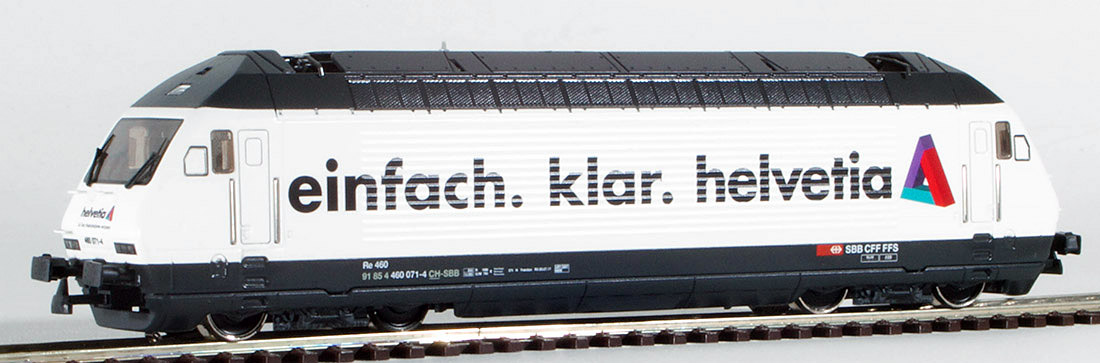 einfach. klar. helvetia
helvetia
460 071-4
Re 460
91 85 4 460 071-4 CH-SBB
SBB CFF FFS